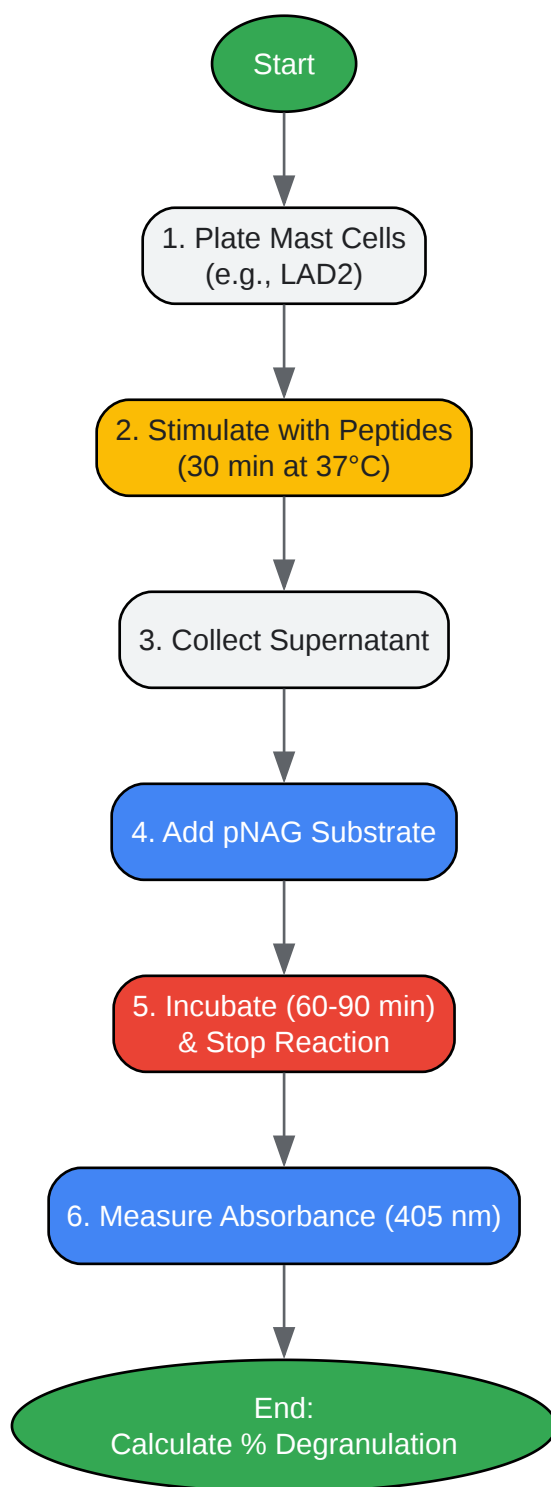 Start
1. Plate Mast Cells
(e.g., LAD2)
2. Stimulate with Peptides
(30 min at 37°C)
3. Collect Supernatant
4. Add pNAG Substrate
5. Incubate (60-90 min)
& Stop Reaction
6. Measure Absorbance (405 nm)
End:
Calculate % Degranulation